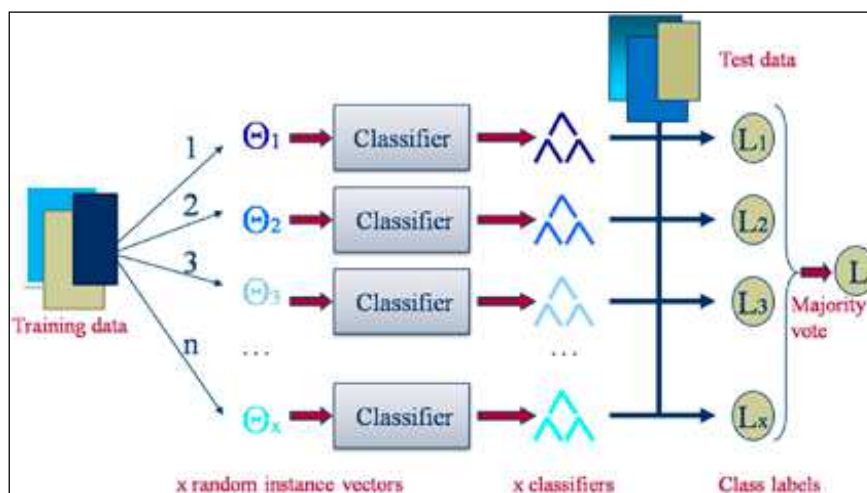 Test data
1
Θ1
Classifier
L1
2
Θ2
Classifier
L2
3
Θ3
Classifier
L3
L
Training data
Majority
vote
n
...
...
Θx
Classifier
Lx
x random instance vectors
x classifiers
Class labels